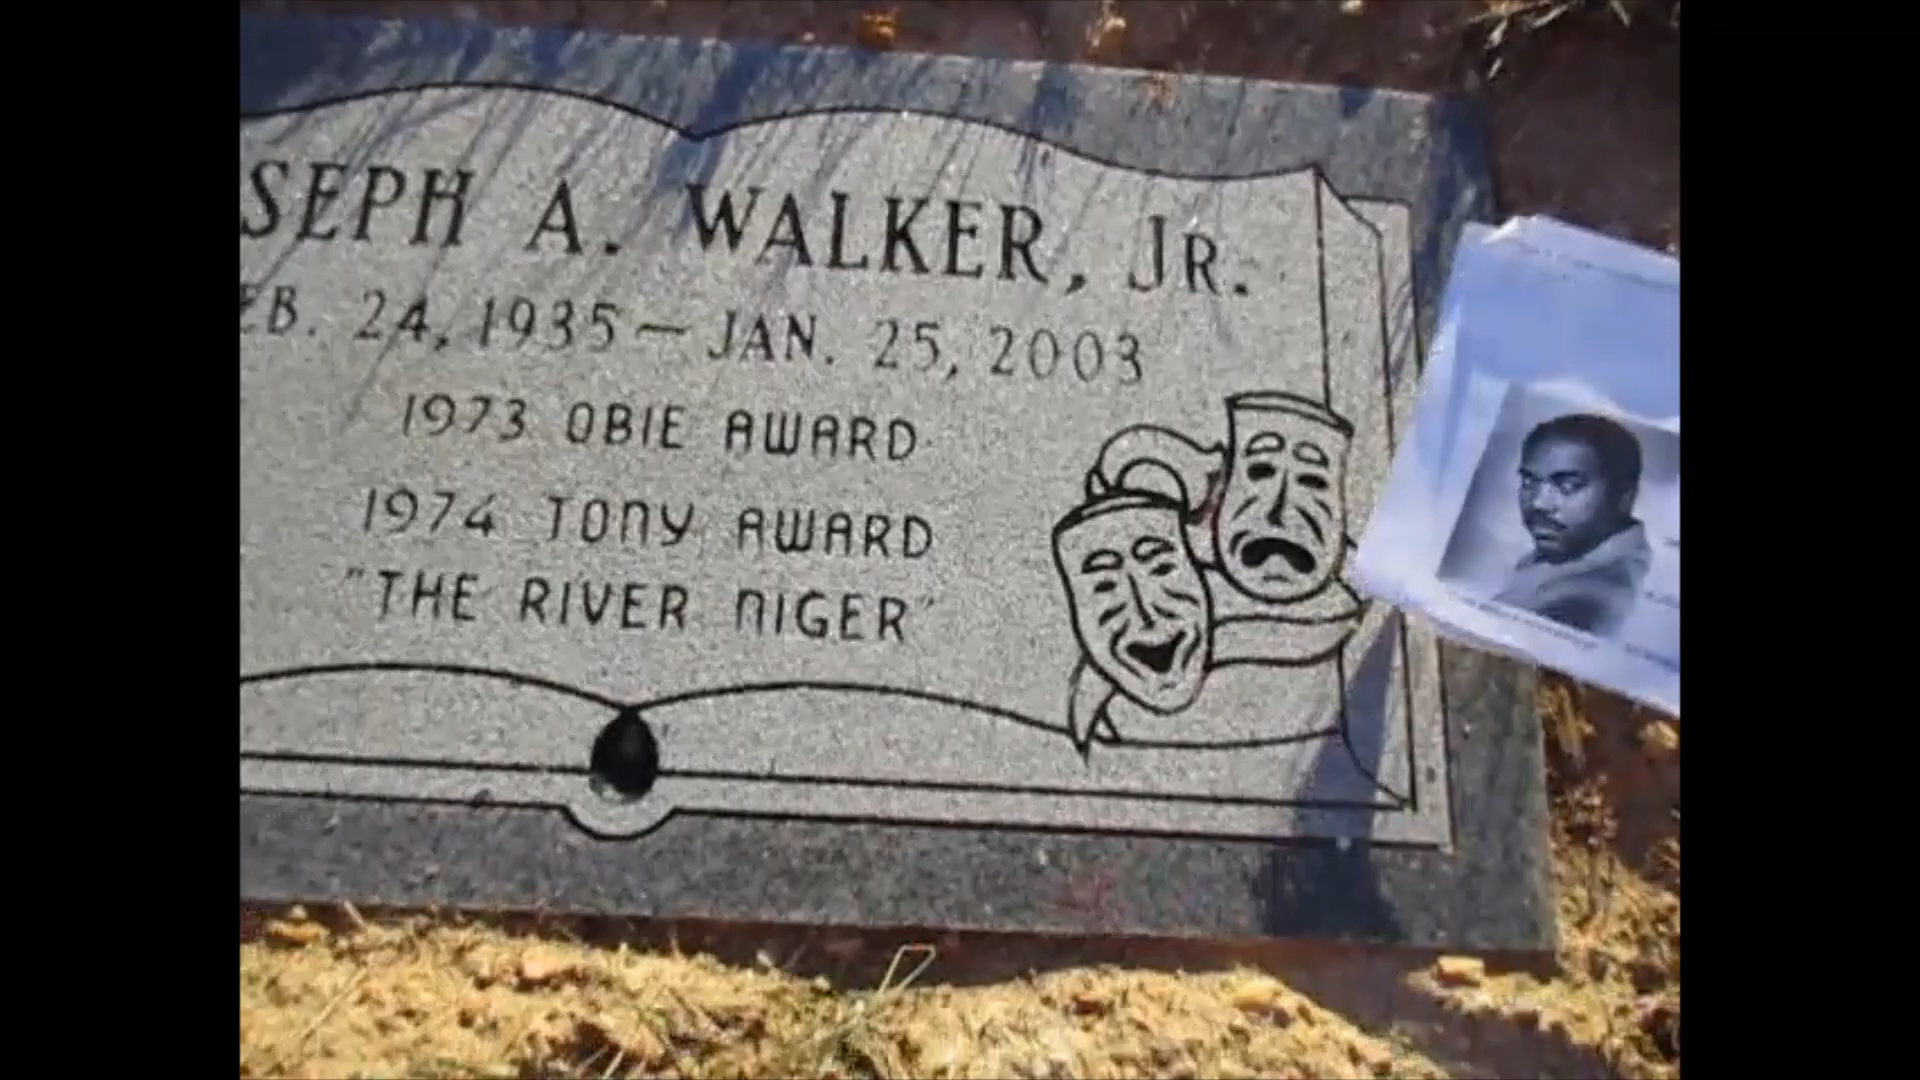 SEPH A. WALKER, JR.
EB. 24, 1935 – JAN. 25, 2003
1973 OBIE AWARD
1974 TONY AWARD
"THE RIVER NIGER"